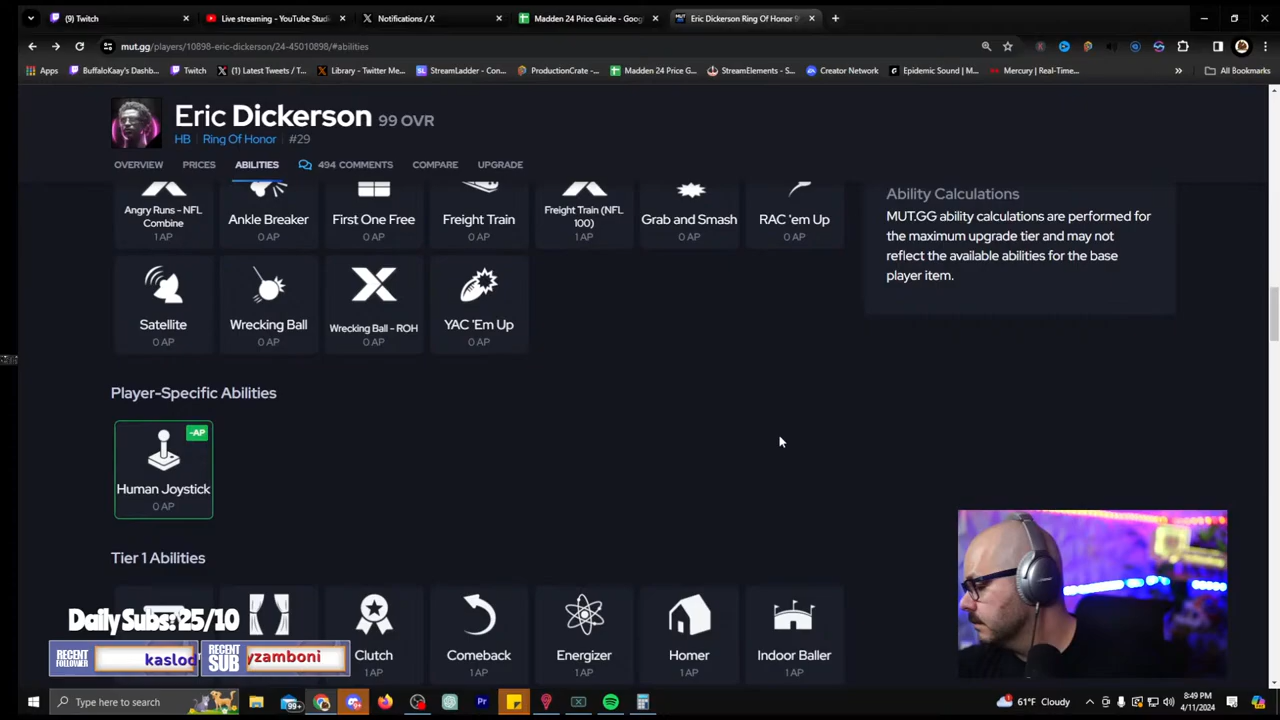 (9) Twitch
Live streaming - YouTube Studi
Notifications / X
Madden 24 Price Guide - Goog
Eric Dickerson Ring Of Honor 9
mut.gg/players/10898-eric-dickerson/24-45010898/#abilities
Apps
BuffaloKaay's Dashb...
Twitch
(1) Latest Tweets / T...
Library - Twitter Me...
StreamLadder - Con...
ProductionCrate - ...
Madden 24 Price G...
StreamElements - S...
Creator Network
Epidemic Sound | M...
Mercury | Real-Time...
All Bookmarks
Eric Dickerson 99 OVR
HB Ring Of Honor #29
OVERVIEW PRICES ABILITIES 494 COMMENTS COMPARE UPGRADE
Angry Runs - NFL Combine
1 AP
Ankle Breaker
0 AP
First One Free
0 AP
Freight Train
0 AP
Freight Train (NFL 100)
1 AP
Grab and Smash
0 AP
RAC 'em Up
0 AP
Satellite
0 AP
Wrecking Ball
0 AP
Wrecking Ball - ROH
0 AP
YAC 'Em Up
0 AP
Ability Calculations
MUT.GG ability calculations are performed for
the maximum upgrade tier and may not
reflect the available abilities for the base
player item.
Player-Specific Abilities
-AP
Human Joystick
0 AP
Tier 1 Abilities
Clutch
1 AP
Comeback
1 AP
Energizer
1 AP
Homer
1 AP
Indoor Baller
1 AP
Daily Subs: 25/10
RECENT FOLLOWER
kaslod
RECENT SUB
yzamboni
Type here to search
99+
61°F Cloudy
8:49 PM
4/11/2024